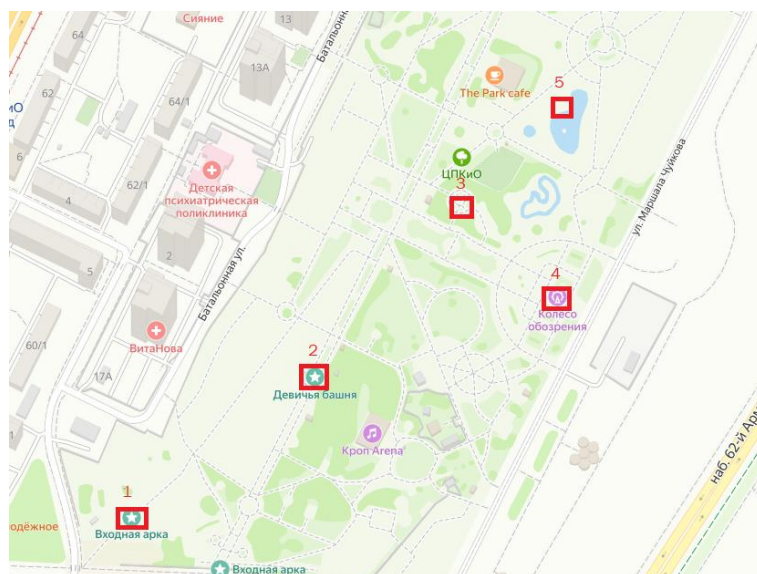 Сияние
13
64
Батальонная
13А
62
64/1
6
62/1
4
Детская
психиатрическая
поликлиника
2
5
Батальонная ул.
ВитаНова
60/1
17А
The Park cafe
5
ЦПКиО
3
ул. Маршала Чуйкова
4
Колесо
обозрения
2
Девичья башня
Кроп Arena
1
Входная арка
Входная арка
наб. 62-й Арм